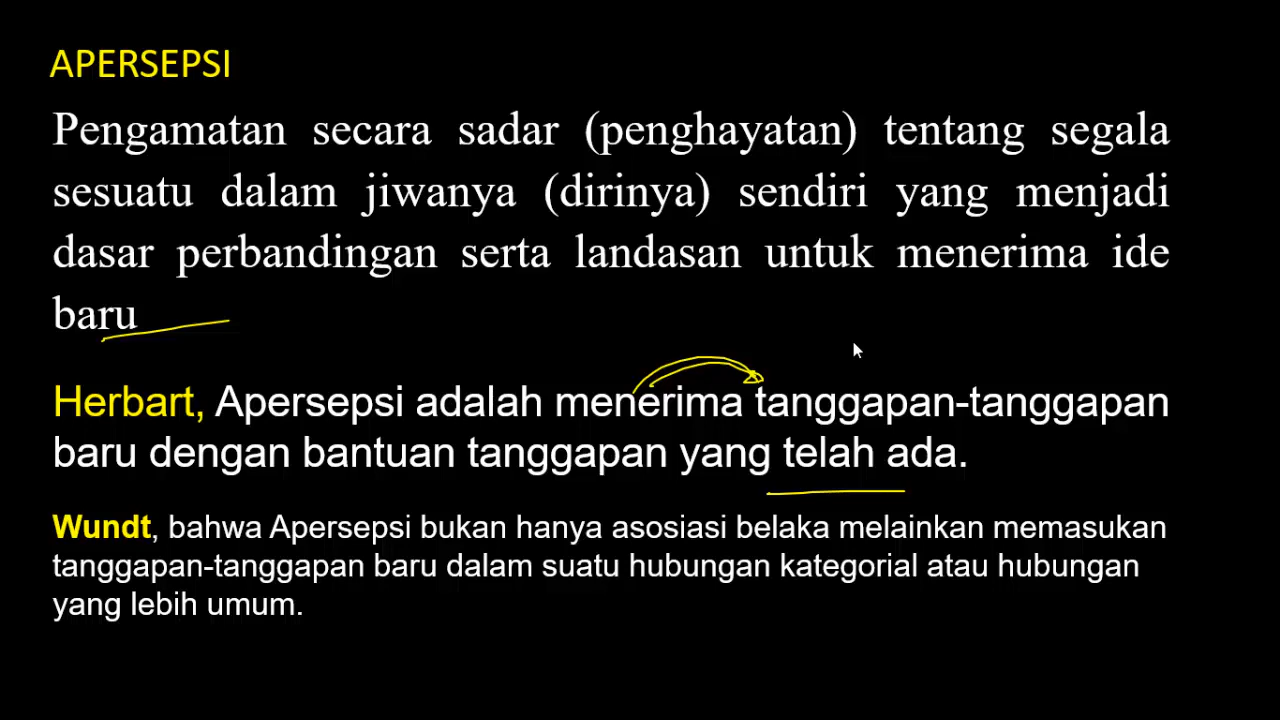 APERSEPSI
Pengamatan secara sadar (penghayatan) tentang segala
sesuatu dalam jiwanya (dirinya) sendiri yang menjadi
dasar perbandingan serta landasan untuk menerima ide
baru
Herbart, Apersepsi adalah menerima tanggapan-tanggapan
baru dengan bantuan tanggapan yang telah ada.
Wundt, bahwa Apersepsi bukan hanya asosiasi belaka melainkan memasukan
tanggapan-tanggapan baru dalam suatu hubungan kategorial atau hubungan
yang lebih umum.